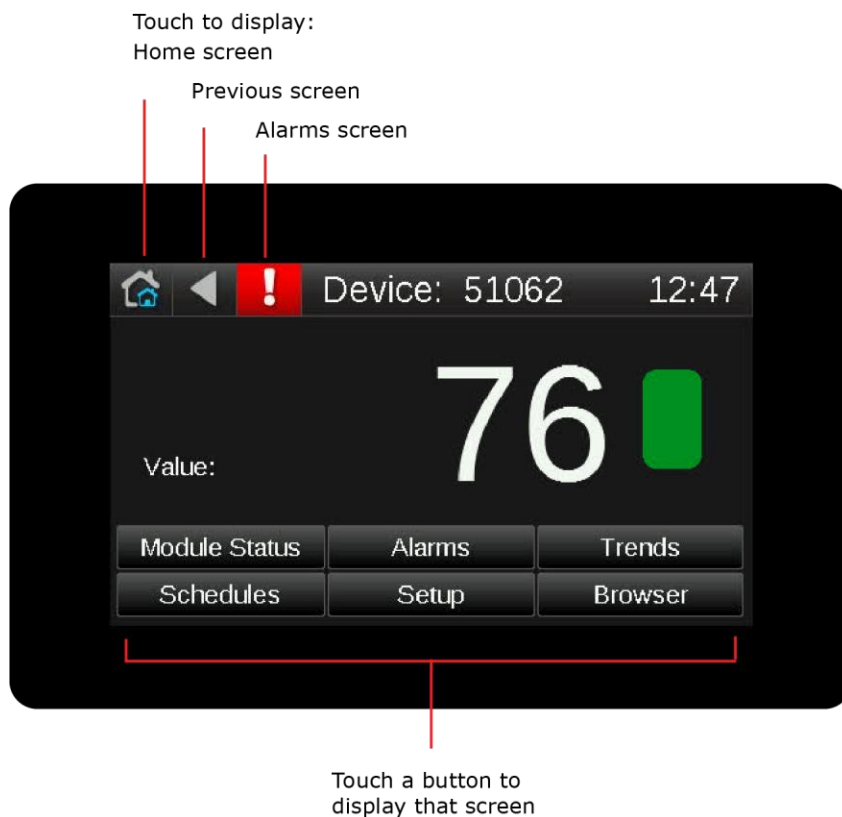 Touch to display:
Home screen
Previous screen
Alarms screen
! Device: 51062 12:47
76
Value:
Module Status Alarms Trends
Schedules Setup Browser
Touch a button to
display that screen